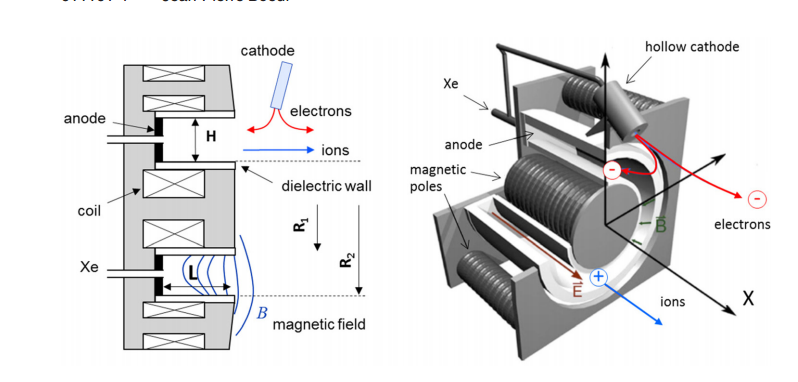 cathode
anode
H
electrons
ions
dielectric wall
coil
R1
R2
Xe
L
B
magnetic field
hollow cathode
Xe
anode
magnetic
poles
-
-
electrons
B
+
E
ions
X